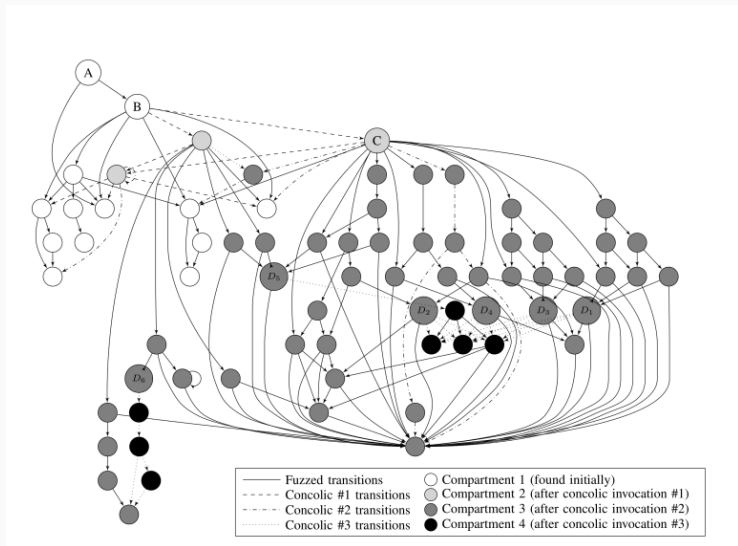 A
B
C
D5
D2
D4
D3
D1
D6
Fuzzed transitions
Concolic #1 transitions
Concolic #2 transitions
Concolic #3 transitions
Compartment 1 (found initially)
Compartment 2 (after concolic invocation #1)
Compartment 3 (after concolic invocation #2)
Compartment 4 (after concolic invocation #3)